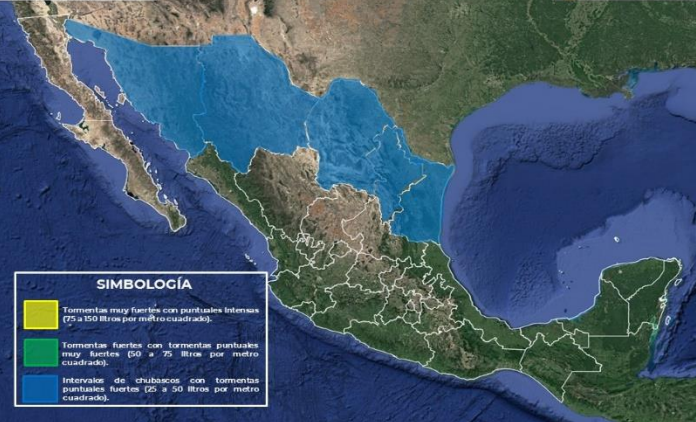 SIMBOLOGÍA
Tormentas muy fuertes con puntuales Intensas
(75 a 150 litros por metro cuadrado).
Tormentas fuertes con tormentas puntuales
muy fuertes (50 a 75 litros por metro
cuadrado).
Intervalos de chubascos con tormentas
puntuales fuertes (25 a 50 litros por metro
cuadrado).